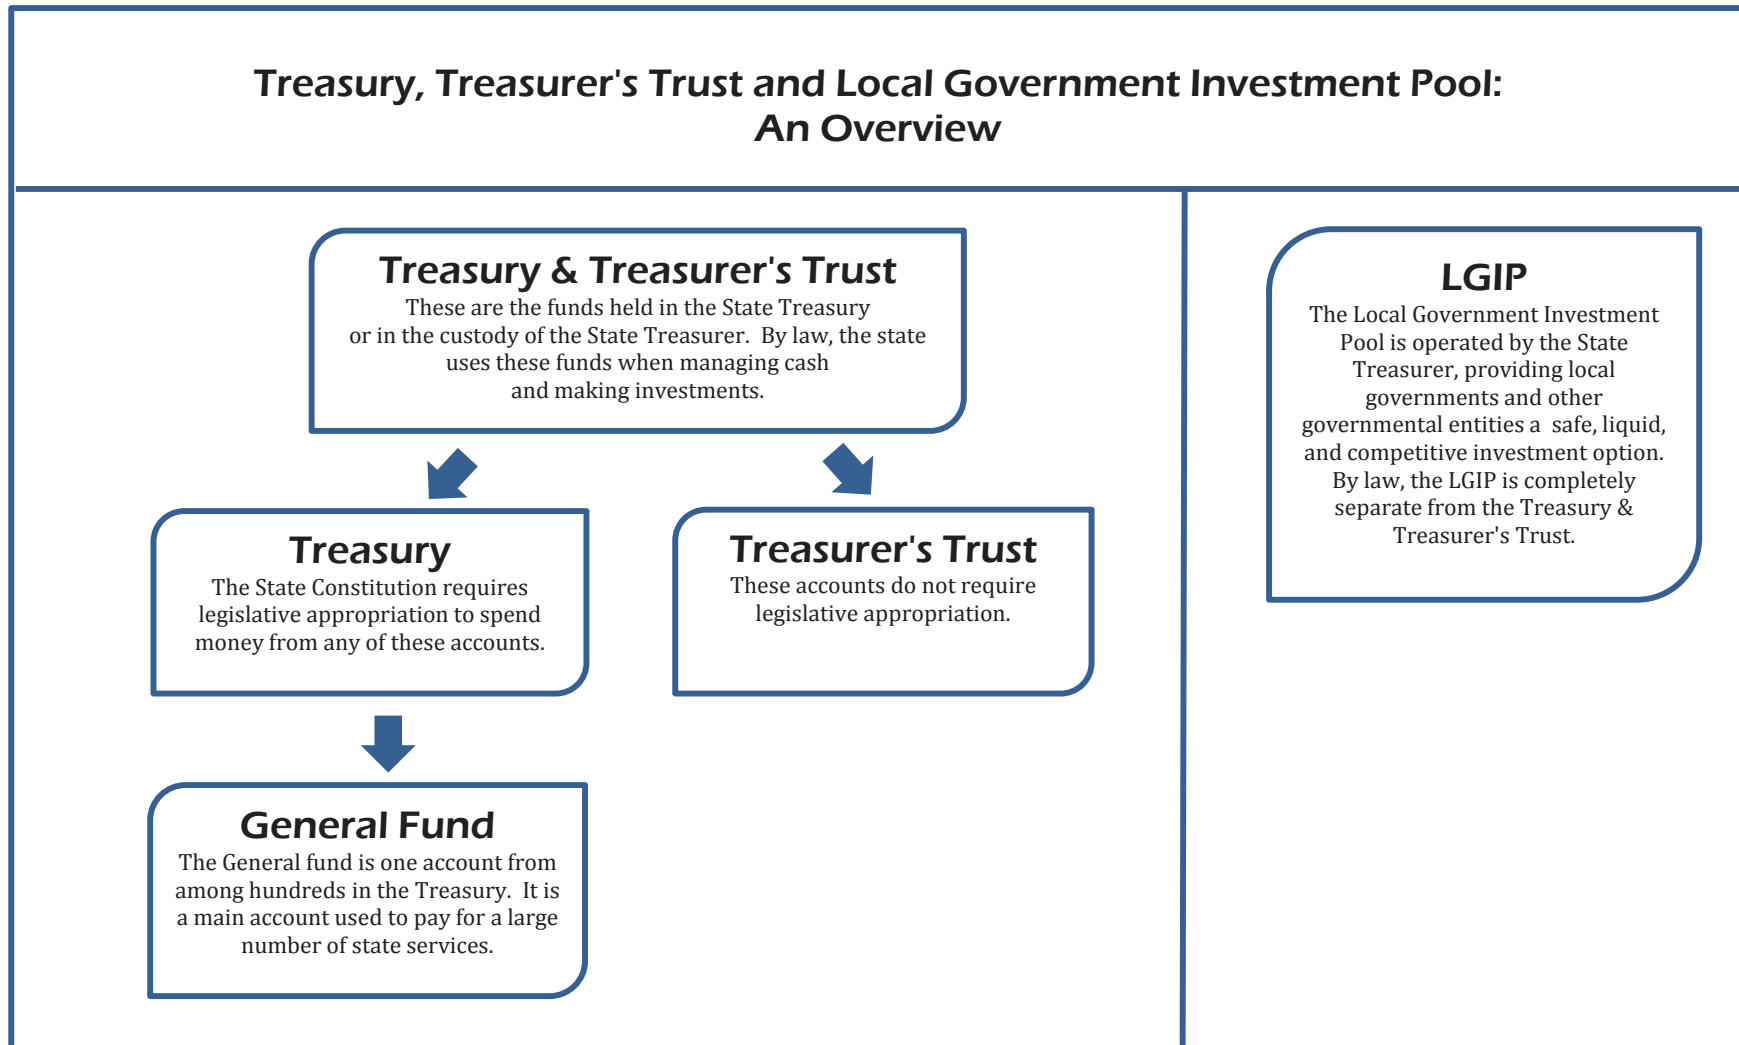 Treasury, Treasurer's Trust and Local Government Investment Pool:
An Overview
Treasury & Treasurer's Trust
These are the funds held in the State Treasury
or in the custody of the State Treasurer.  By law, the state
uses these funds when managing cash
and making investments.
Treasury
The State Constitution requires
legislative appropriation to spend
money from any of these accounts.
Treasurer's Trust
These accounts do not require
legislative appropriation.
General Fund
The General fund is one account from
among hundreds in the Treasury.  It is
a main account used to pay for a large
number of state services.
LGIP
The Local Government Investment
Pool is operated by the State
Treasurer, providing local
governments and other
governmental entities a  safe, liquid,
and competitive investment option.
By law, the LGIP is completely
separate from the Treasury &
Treasurer's Trust.